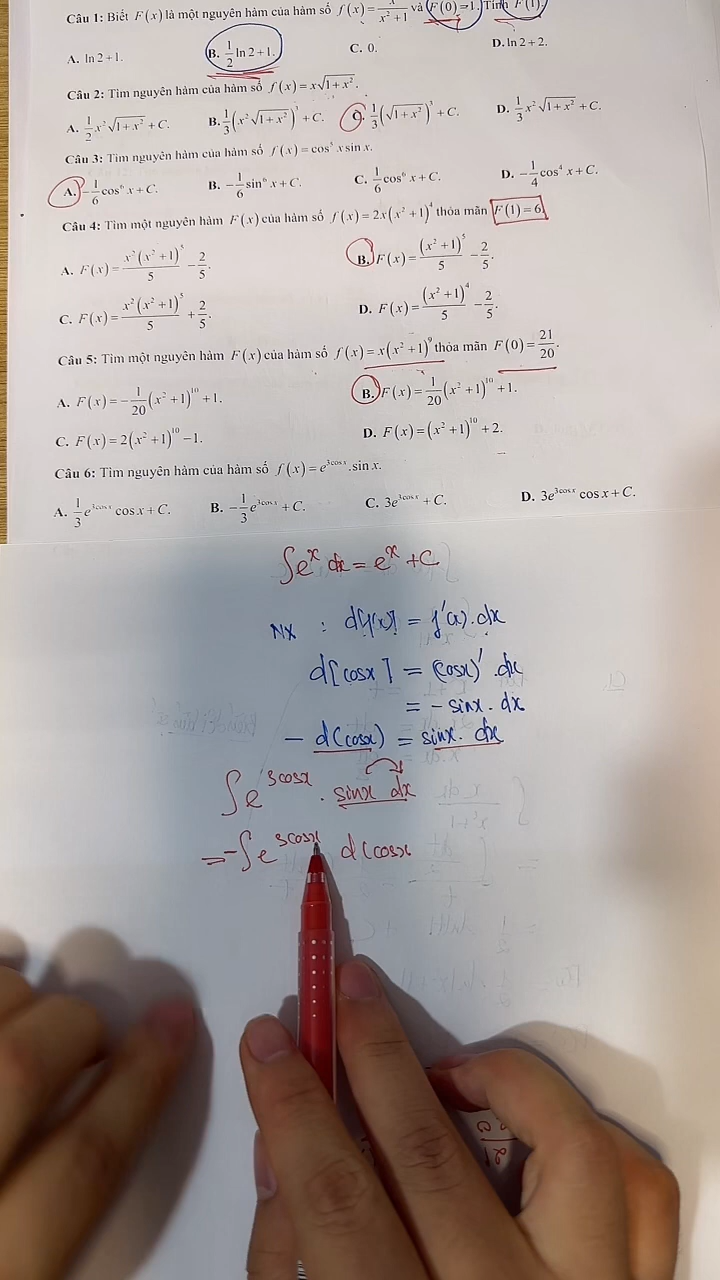 Câu 1: Biết F(x) là một nguyên hàm của hàm số f(x) = x/(x²+1) và F(0) = 1. Tính F(1).
A. ln 2 + 1. B. 1/2 ln 2 + 1. C. 0. D. ln 2 + 2.
Câu 2: Tìm nguyên hàm của hàm số f(x) = x√(1+x²).
A. 1/2 x²√(1+x²) + C. B. 1/3 (x²√(1+x²))³ + C. C. 1/3 (√(1+x²))³ + C. D. 1/3 x²√(1+x²) + C.
Câu 3: Tìm nguyên hàm của hàm số f(x) = cos⁵ x sin x.
A. -1/6 cos⁶ x + C. B. -1/6 sin⁶ x + C. C. 1/6 cos⁶ x + C. D. -1/4 cos⁴ x + C.
Câu 4: Tìm một nguyên hàm F(x) của hàm số f(x) = 2x(x²+1)⁴ thỏa mãn F(1) = 6.
A. F(x) = x²(x²+1)⁵/5 - 2/5. B. F(x) = (x²+1)⁵/5 - 2/5.
C. F(x) = x²(x²+1)⁵/5 + 2/5. D. F(x) = (x²+1)⁴/5 - 2/5.
Câu 5: Tìm một nguyên hàm F(x) của hàm số f(x) = x(x²+1)⁹ thỏa mãn F(0) = 21/20.
A. F(x) = -1/20 (x²+1)¹⁰ + 1. B. F(x) = 1/20 (x²+1)¹⁰ + 1.
C. F(x) = 2(x²+1)¹⁰ - 1. D. F(x) = (x²+1)¹⁰ + 2.
Câu 6: Tìm nguyên hàm của hàm số f(x) = e^(3cos x).sin x.
A. 1/3 e^(3cos x) cos x + C. B. -1/3 e^(3cos x) + C. C. 3e^(3cos x) + C. D. 3e^(3cos x) cos x + C.
∫e^x dx = e^x + C
NX : d[f(x)] = f'(x).dx
d[cosx] = (cosx)'.dx
= -sinx.dx
- d(cosx) = sinx.dx
∫e^(3cosx) . sinx dx
= -∫e^(3cosx) d(cosx